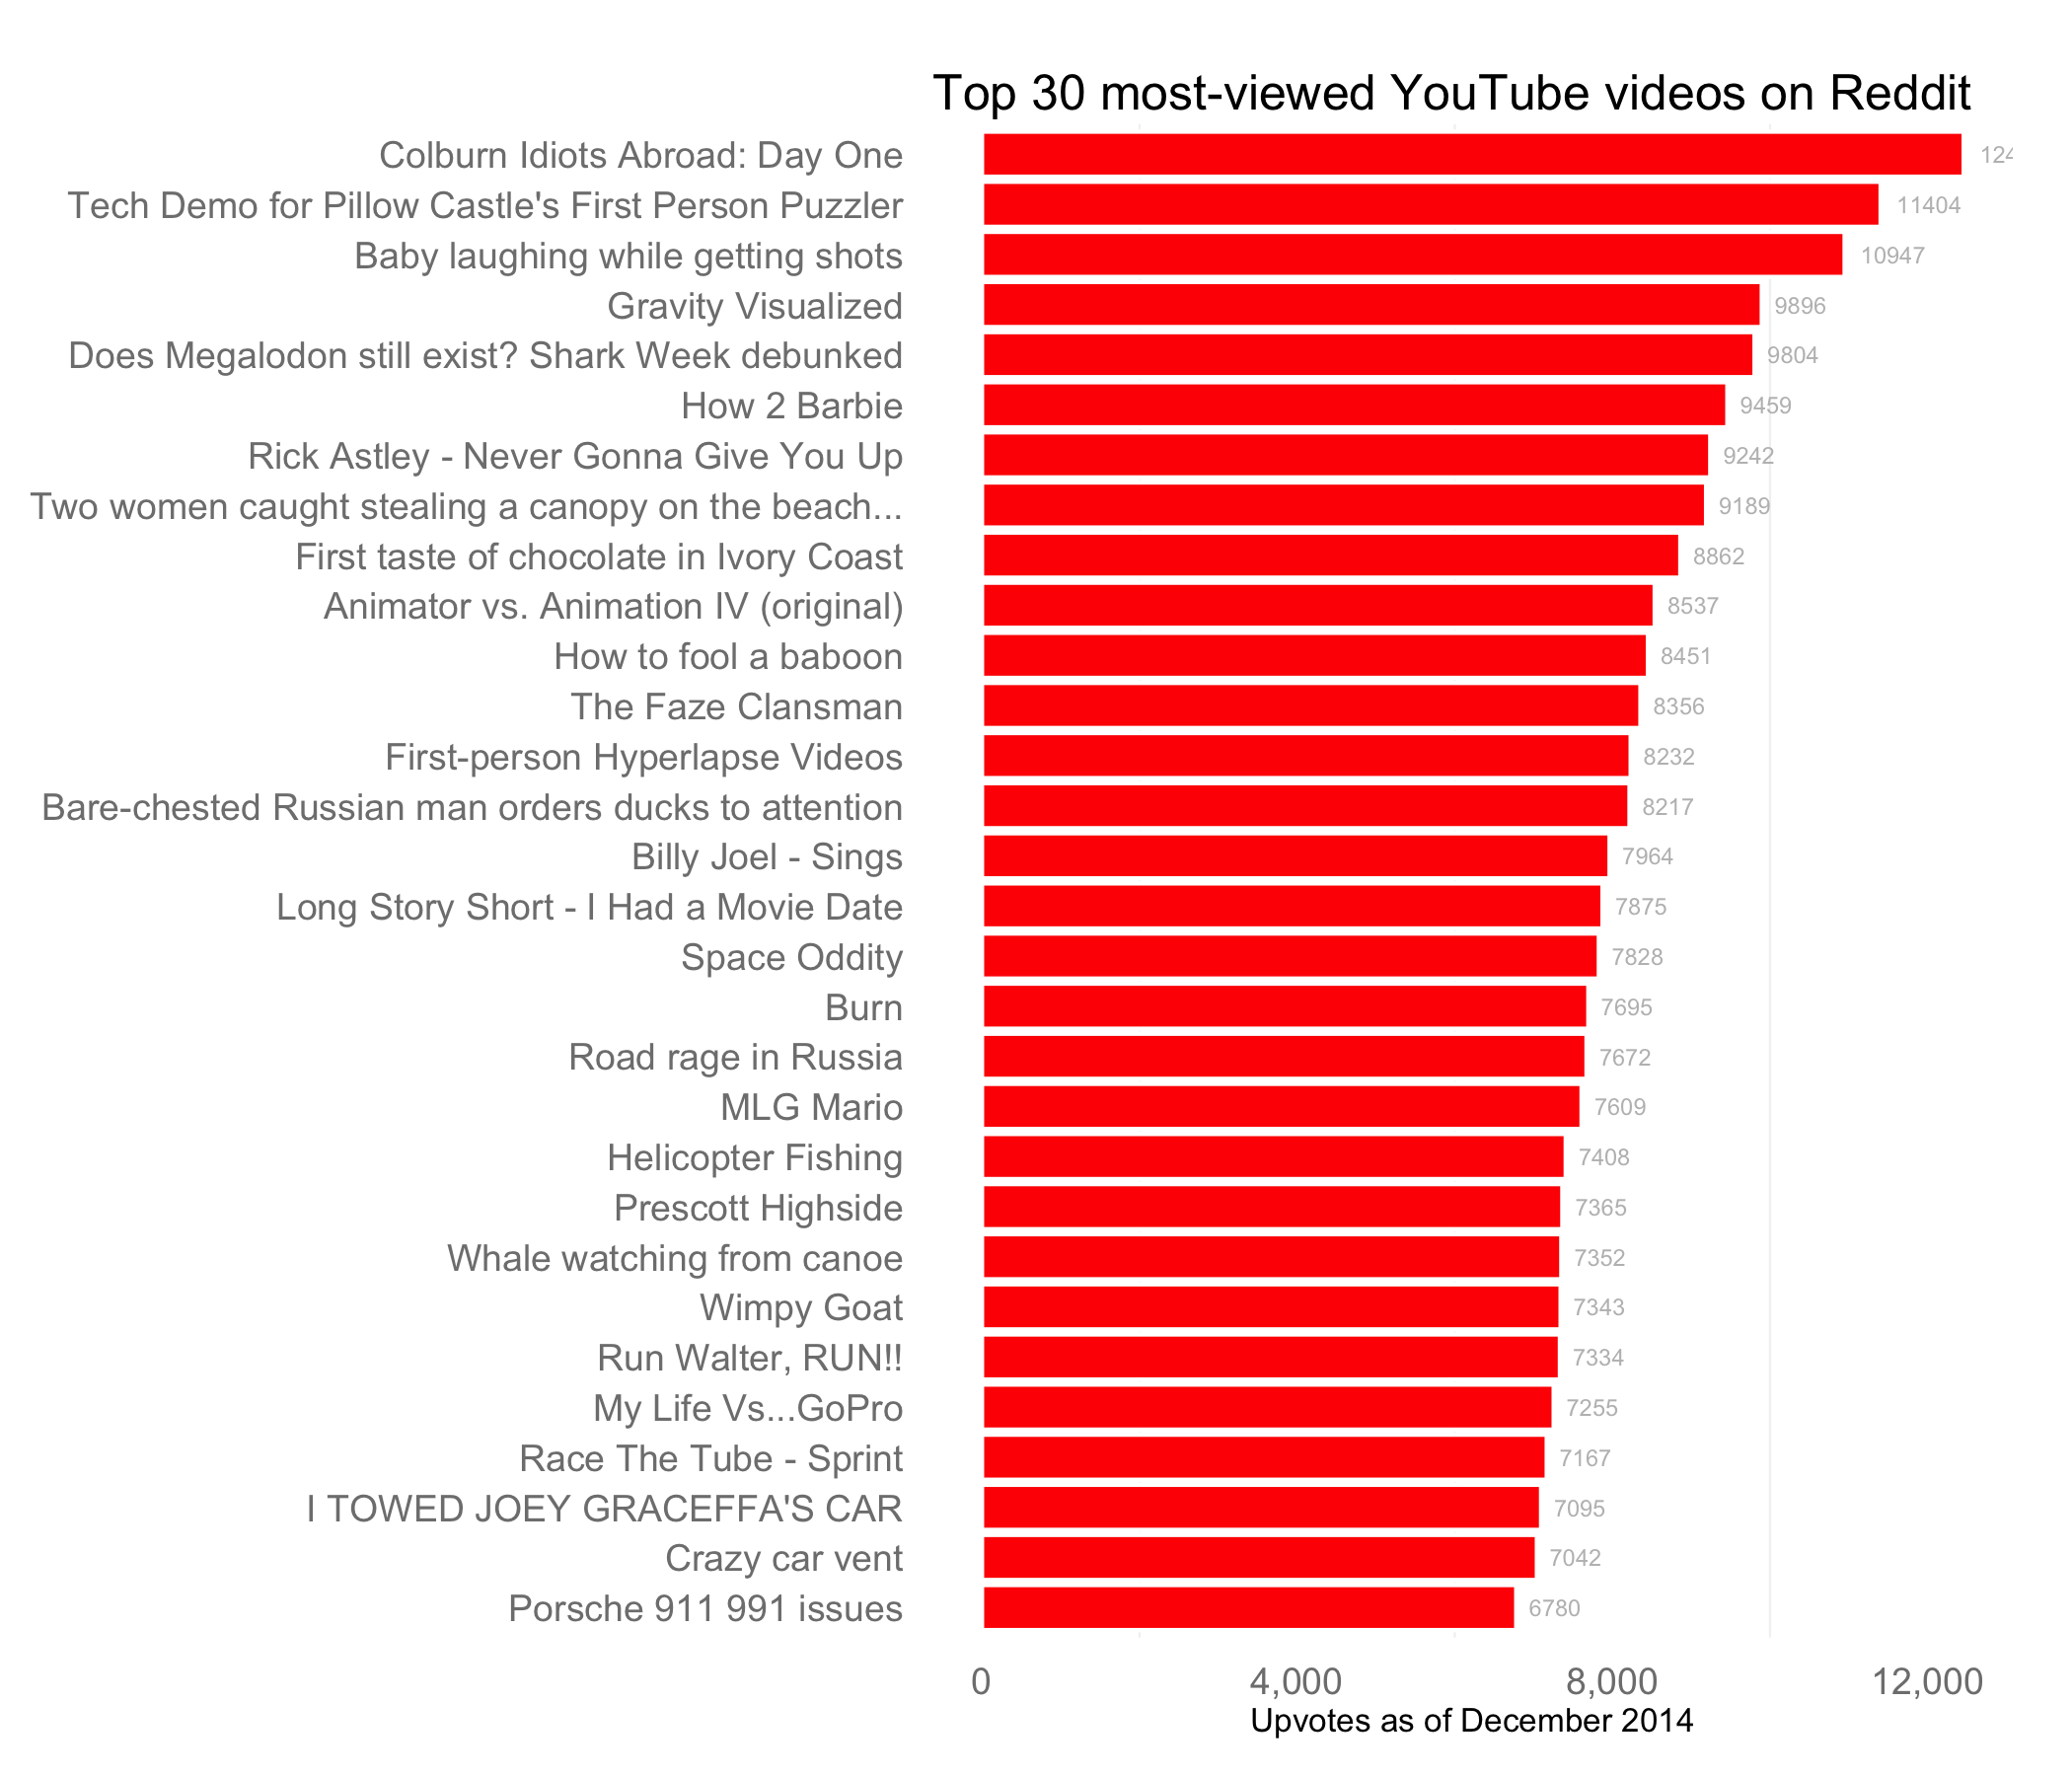 Top 30 most-viewed YouTube videos on Reddit
Colburn Idiots Abroad: Day One
Tech Demo for Pillow Castle's First Person Puzzler 11404
Baby laughing while getting shots 10947
Gravity Visualized 9896
Does Megalodon still exist? Shark Week debunked 9804
How 2 Barbie 9459
Rick Astley - Never Gonna Give You Up 9242
Two women caught stealing a canopy on the beach... 9189
First taste of chocolate in Ivory Coast 8862
Animator vs. Animation IV (original) 8537
How to fool a baboon 8451
The Faze Clansman 8356
First-person Hyperlapse Videos 8232
Bare-chested Russian man orders ducks to attention 8217
Billy Joel - Sings 7964
Long Story Short - I Had a Movie Date 7875
Space Oddity 7828
Burn 7695
Road rage in Russia 7672
MLG Mario 7609
Helicopter Fishing 7408
Prescott Highside 7365
Whale watching from canoe 7352
Wimpy Goat 7343
Run Walter, RUN!! 7334
My Life Vs...GoPro 7255
Race The Tube - Sprint 7167
I TOWED JOEY GRACEFFA'S CAR 7095
Crazy car vent 7042
Porsche 911 991 issues 6780
0 4,000 8,000 12,000
Upvotes as of December 2014